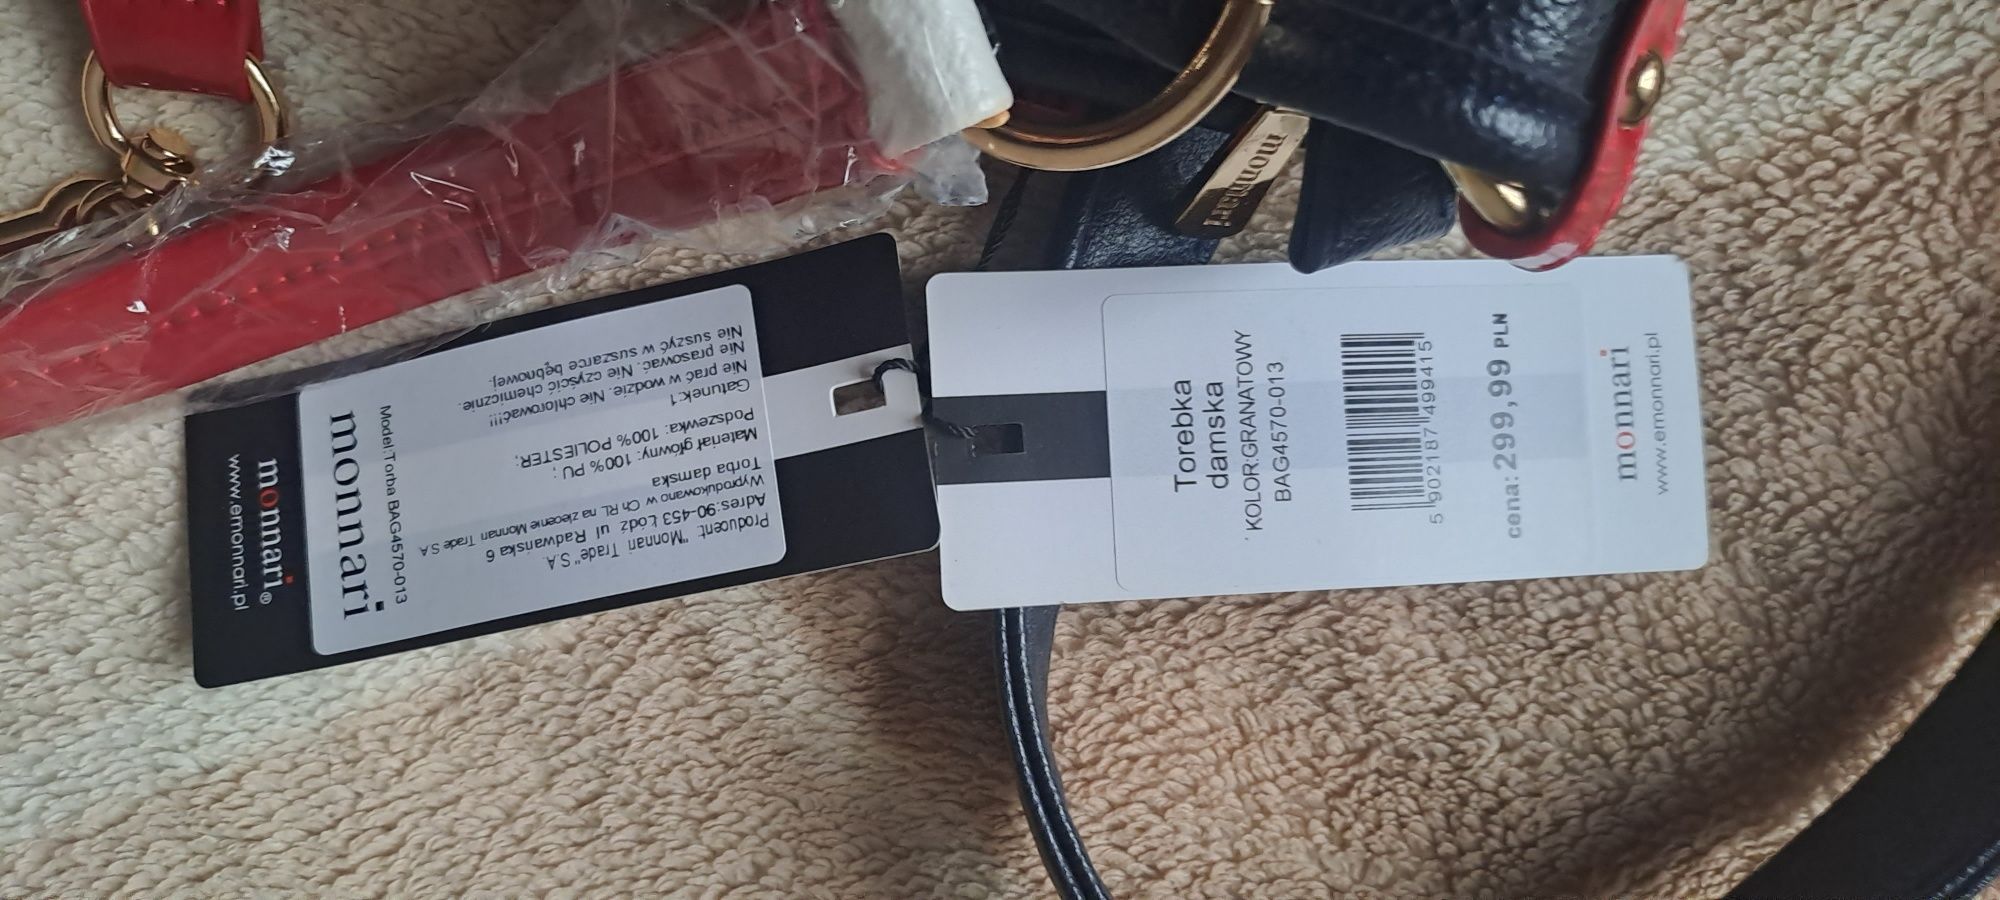 monnari
monnari®
www.emonnari.pl
monnari
Model:Torba BAG4570-013
Producent: "Monnari Trade"S.A.
Adres:90-453 Łódź ul Radwańska 6
Wyprodukowano w Ch RL na zlecenie Monnari Trade S.A
Torba damska
Materiał główny: 100% PU ;
Podszewka: 100% POLIESTER;
Gatunek:1
Nie prać w wodzie. Nie chlorować!!!
Nie prasować. Nie czyścić chemicznie.
Nie suszyć w suszarce bębnowej.
Torebka
damska
KOLOR:GRANATOWY
BAG4570-013
5 902187 499415
cena: 299,99 PLN
monnari
www.emonnari.pl